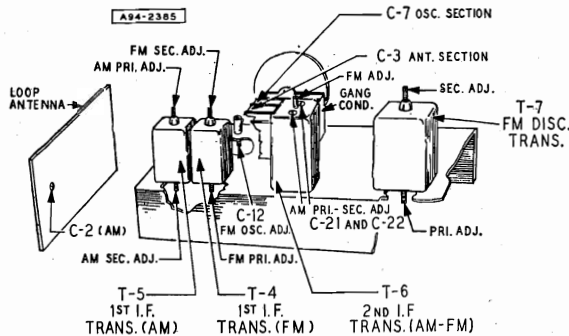 A94-2385
C-7 OSC. SECTION
FM SEC. ADJ.
AM PRI. ADJ.
C-3 ANT. SECTION
FM ADJ.
GANG
COND.
SEC. ADJ.
LOOP
ANTENNA
T-7
FM DISC.
TRANS.
C-2 (AM)
C-12
FM OSC. ADJ.
AM PRI.-SEC. ADJ
C-21 AND C-22
PRI. ADJ.
AM SEC. ADJ.
FM PRI. ADJ.
T-5
1ST I.F.
TRANS. (AM)
T-4
1ST I.F.
TRANS. (FM)
T-6
2ND I.F
TRANS. (AM-FM)